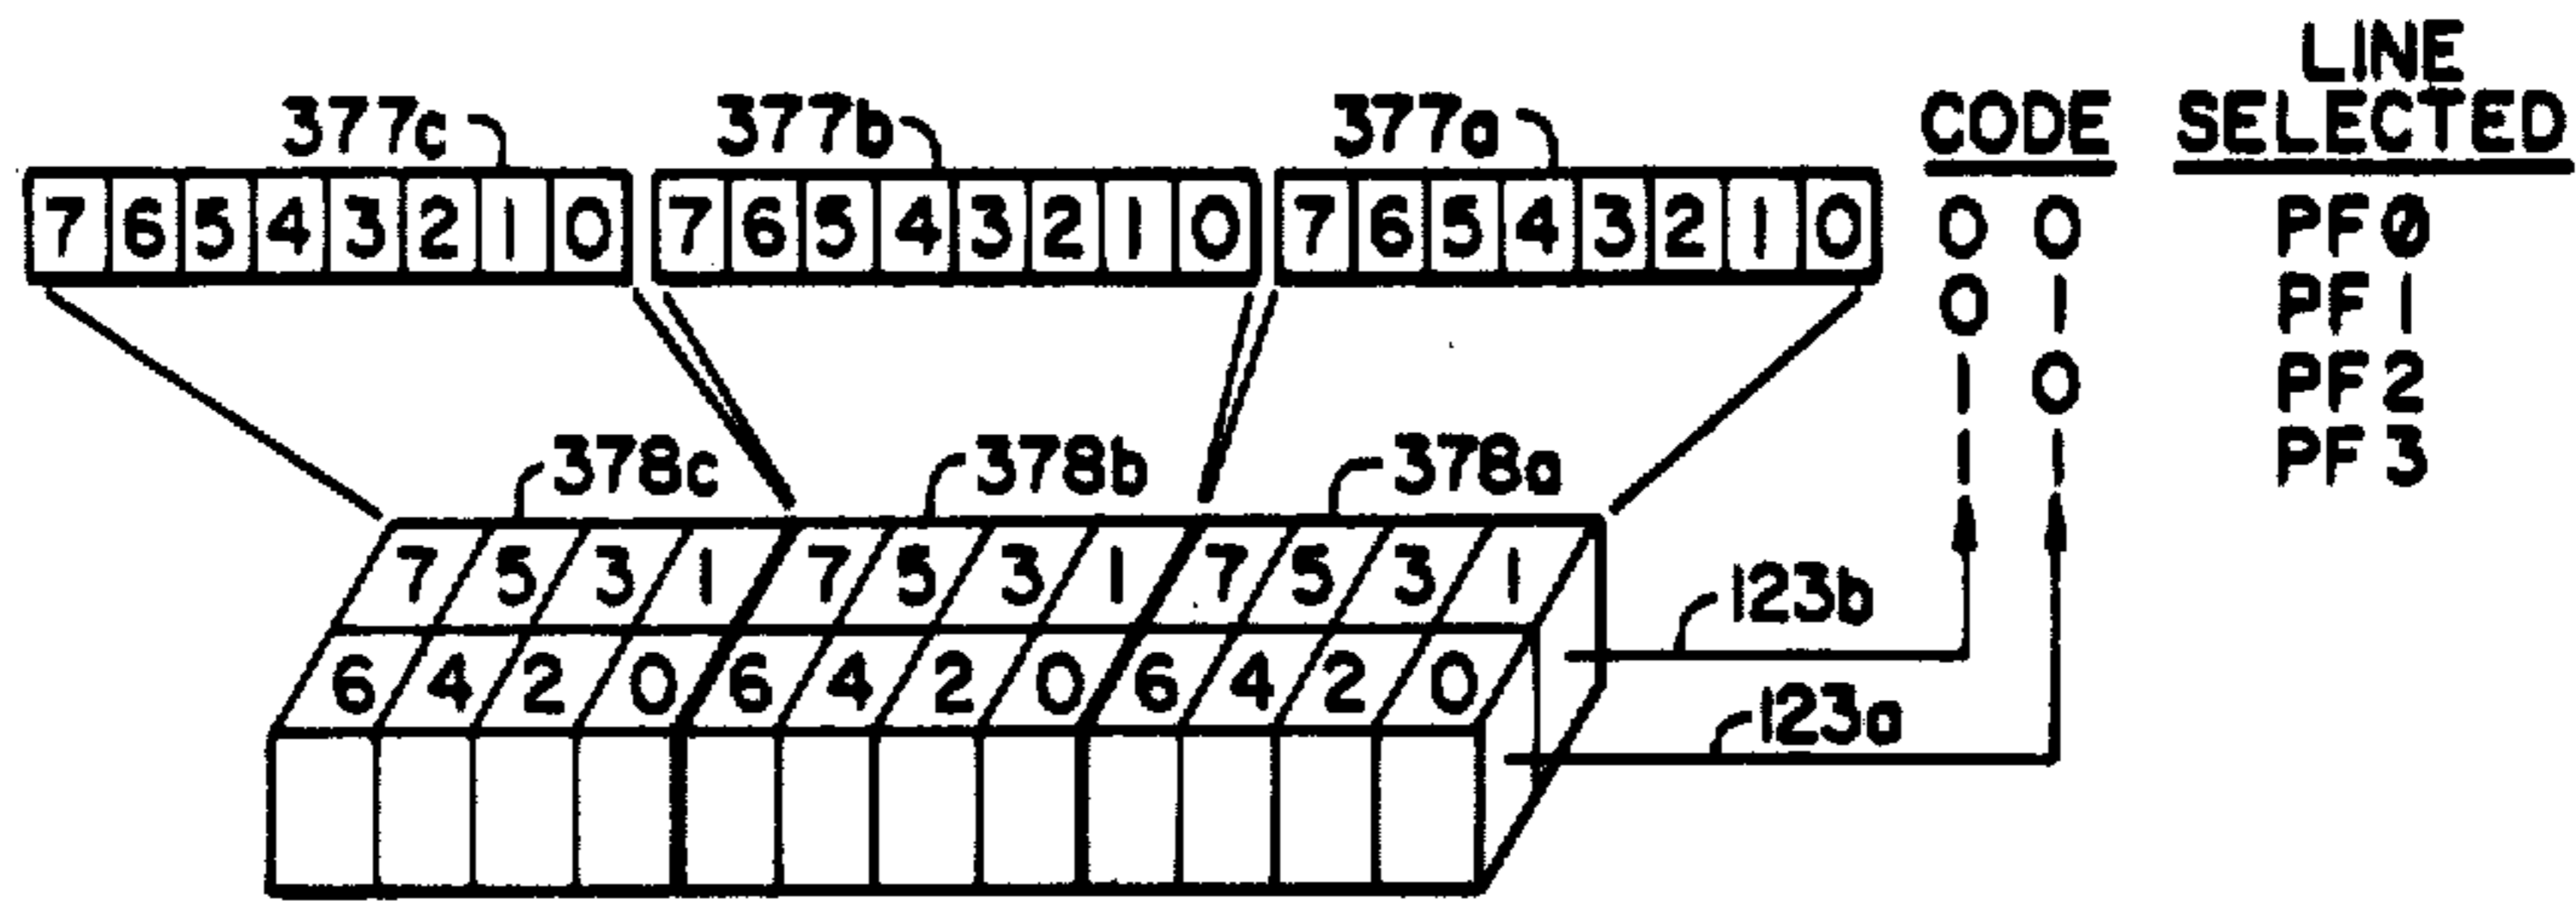 LINE
377c 377b 377a CODE SELECTED
7 6 5 4 3 2 1 0 7 6 5 4 3 2 1 0 7 6 5 4 3 2 1 0 0 0 PF0
0 1 PF1
1 0 PF2
1 1 PF3
378c 378b 378a
7 5 3 1 7 5 3 1 7 5 3 1
123b
6 4 2 0 6 4 2 0 6 4 2 0
123a